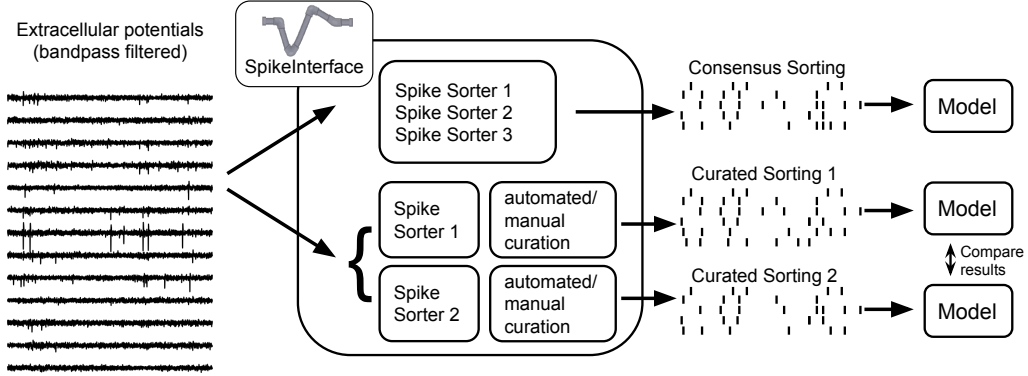 Extracellular potentials
(bandpass filtered)
SpikeInterface
Spike Sorter 1
Spike Sorter 2
Spike Sorter 3
Consensus Sorting
Model
Spike
Sorter 1
automated/
manual
curation
Curated Sorting 1
Model
Compare
results
Spike
Sorter 2
automated/
manual
curation
Curated Sorting 2
Model